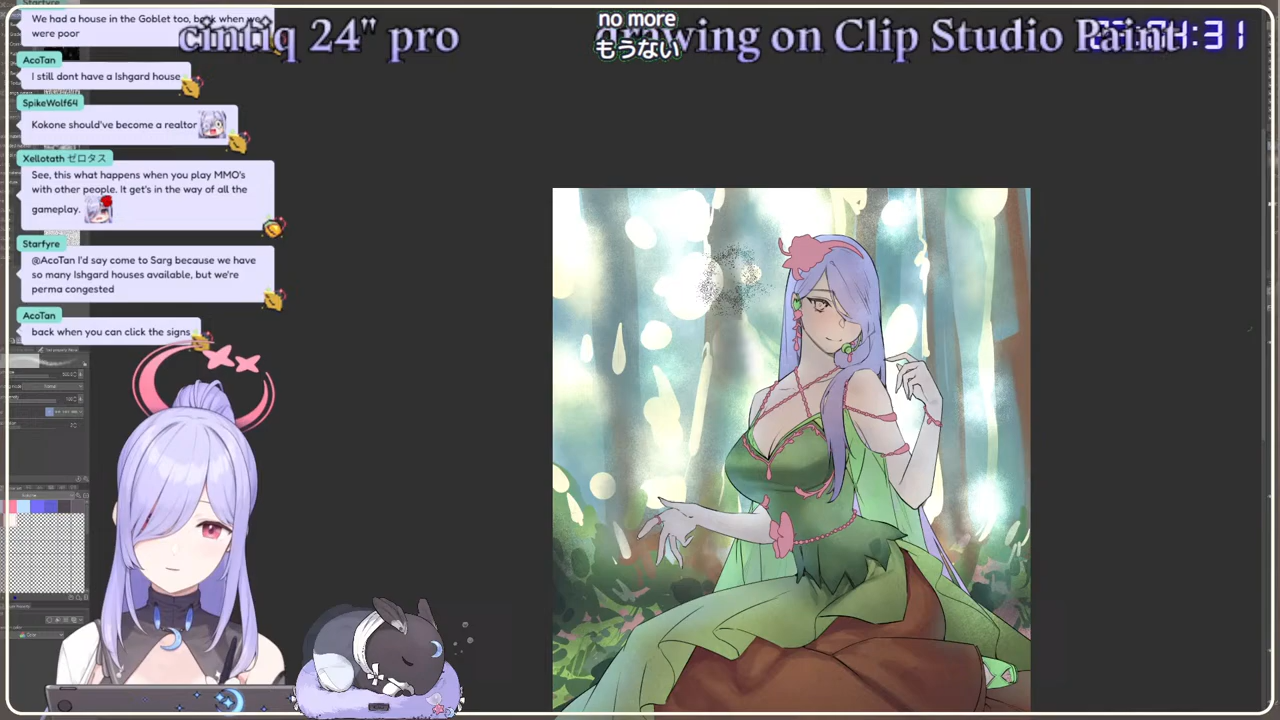 Starfyre
We had a house in the Goblet too, back when we
were poor
AcoTan
I still dont have a Ishgard house
SpikeWolf64
Kokone should've become a realtor
Xellotath ゼロタス
See, this what happens when you play MMO's
with other people. It get's in the way of all the
gameplay.
Starfyre
@AcoTan I'd say come to Sarg because we have
so many Ishgard houses available, but we're
perma congested
AcoTan
back when you can click the signs
cintiq 24" pro
no more
もうない
drawing on Clip Studio Paint